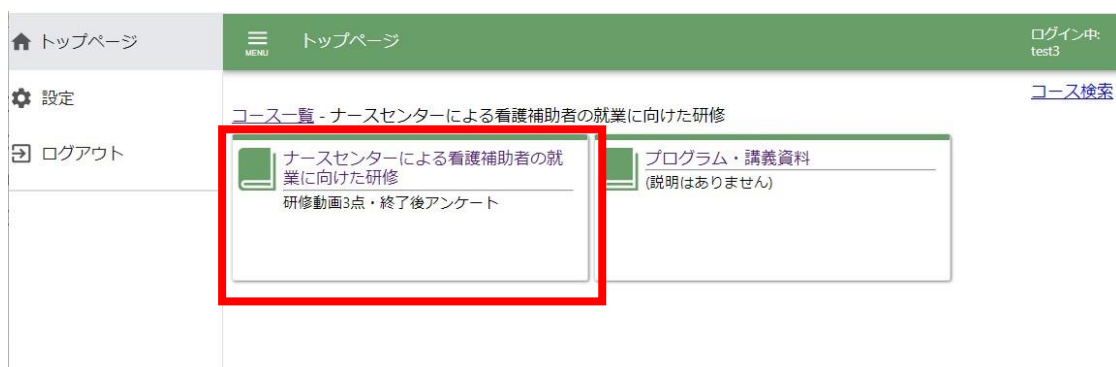 トップページ
設定
ログアウト
MENU
トップページ
ログイン中:
test3
コース検索
コース一覧 - ナースセンターによる看護補助者の就業に向けた研修
ナースセンターによる看護補助者の就
業に向けた研修
研修動画3点・終了後アンケート
プログラム・講義資料
(説明はありません)